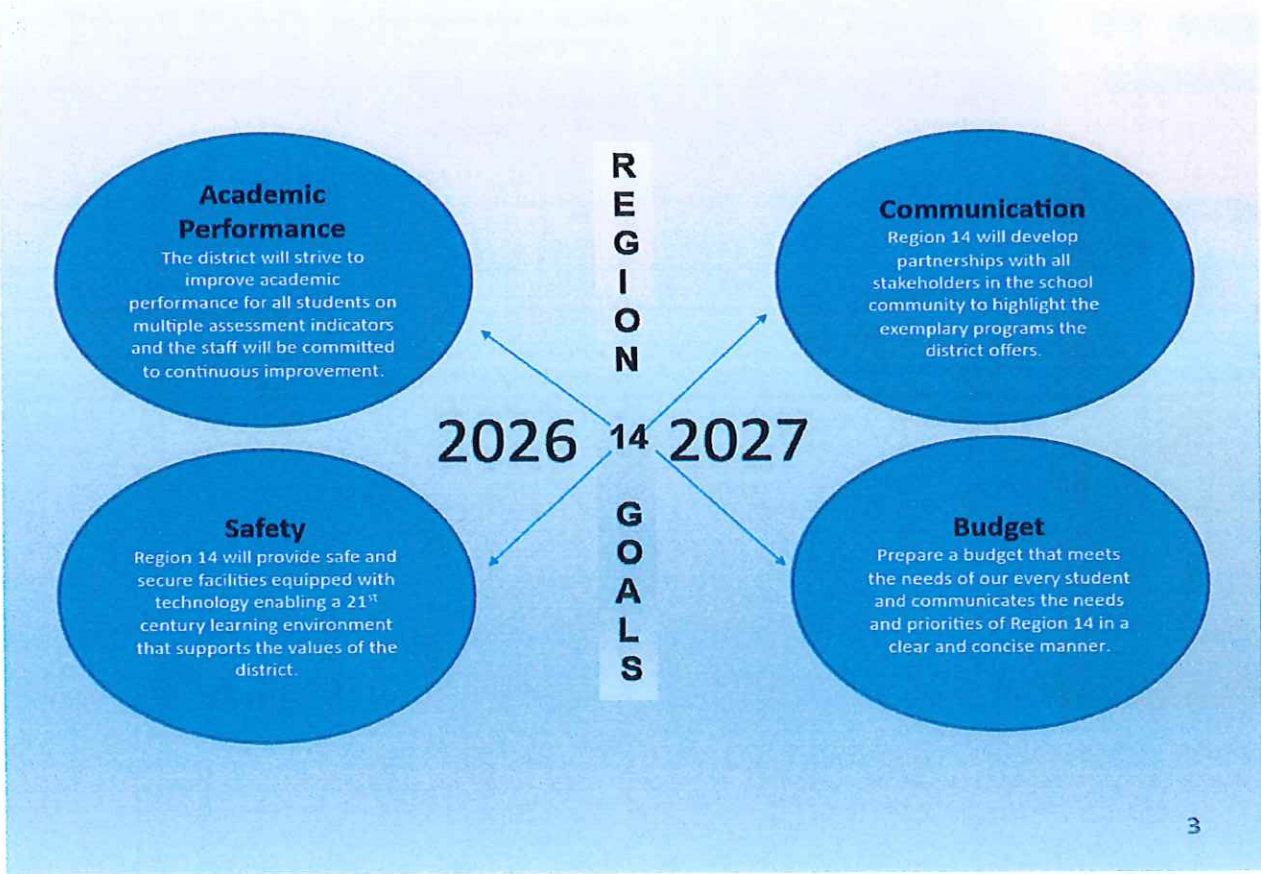 Academic
Performance
The district will strive to
improve academic
performance for all students on
multiple assessment indicators
and the staff will be committed
to continuous improvement.
R
E
G
I
O
N
Communication
Region 14 will develop
partnerships with all
stakeholders in the school
community to highlight the
exemplary programs the
district offers.
2026 14 2027
Safety
Region 14 will provide safe and
secure facilities equipped with
technology enabling a 21st
century learning environment
that supports the values of the
district.
G
O
A
L
S
Budget
Prepare a budget that meets
the needs of our every student
and communicates the needs
and priorities of Region 14 in a
clear and concise manner.
3